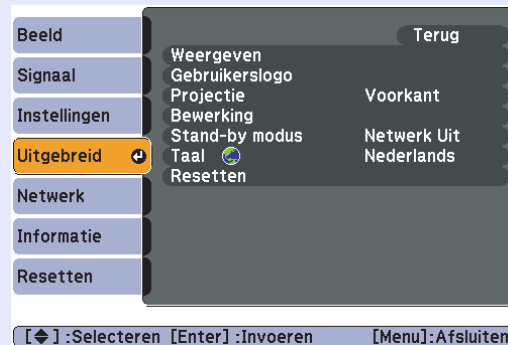 Beeld
Signaal
Instellingen
Uitgebreid
Netwerk
Informatie
Resetten
Terug
Weergeven
Gebruikerslogo
Projectie Voorkant
Bewerking
Stand-by modus Netwerk Uit
Taal Nederlands
Resetten
[ ] :Selecteren [Enter] :Invoeren [Menu]:Afsluiten